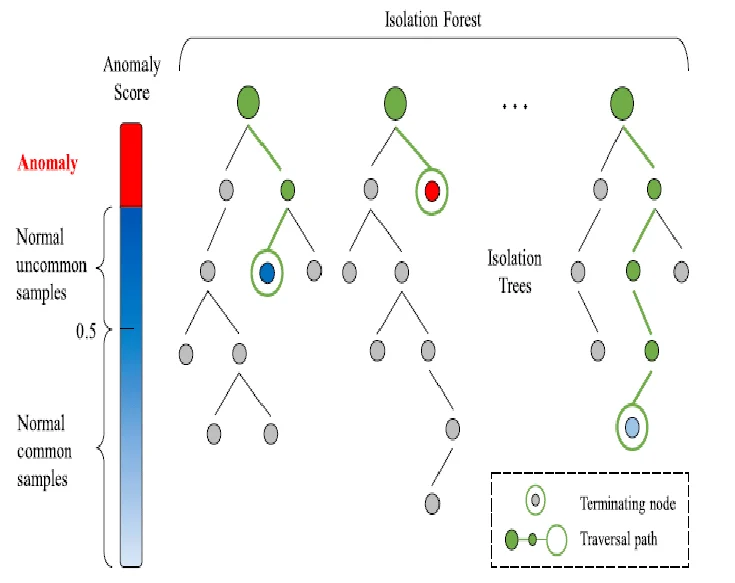 Isolation Forest
Anomaly
Score
Anomaly
Normal
uncommon
samples
0.5
Normal
common
samples
...
Isolation
Trees
Terminating node
Traversal path